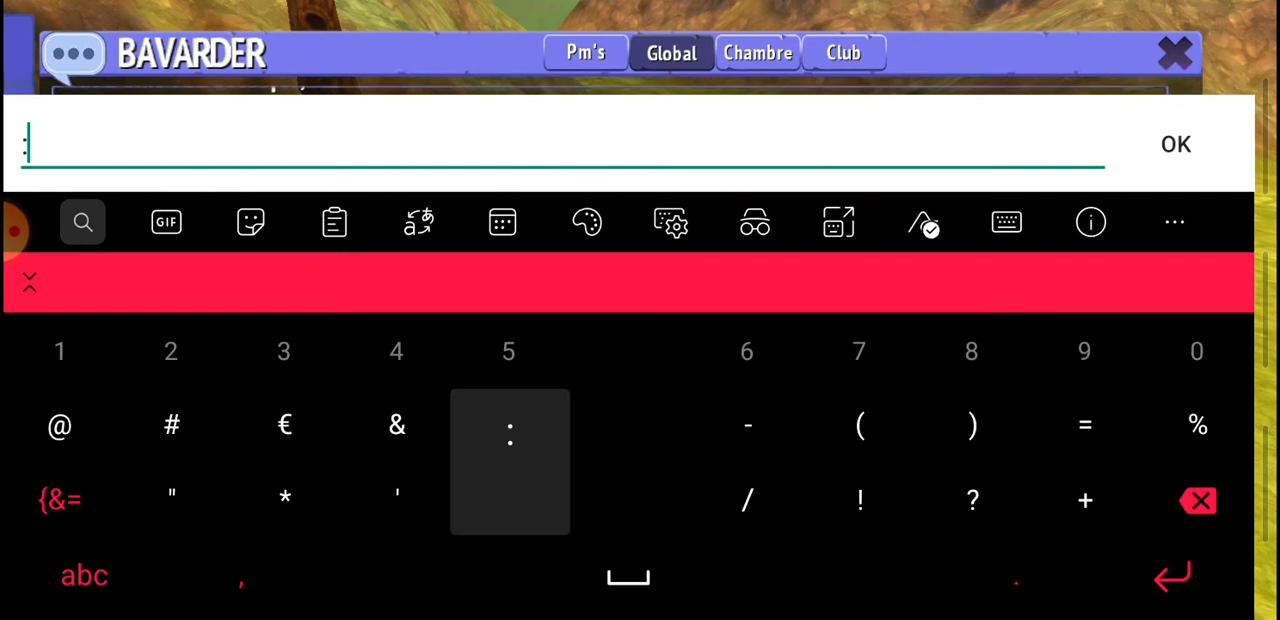 BAVARDER Pm's Global Chambre Club
: OK
GIF
1 2 3 4 5 6 7 8 9 0
@ # € & : - ( ) = %
{&= " * ' / ! ? +
abc , .